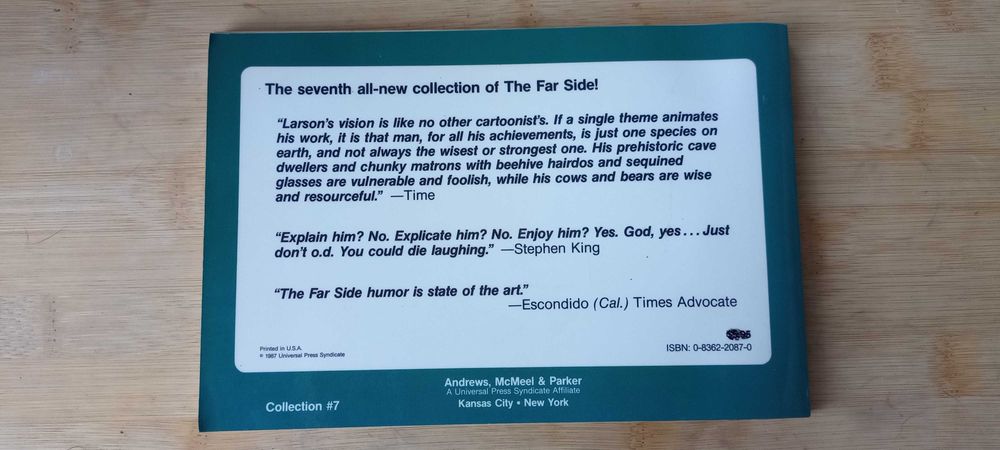 The seventh all-new collection of The Far Side!
“Larson’s vision is like no other cartoonist’s. If a single theme animates
his work, it is that man, for all his achievements, is just one species on
earth, and not always the wisest or strongest one. His prehistoric cave
dwellers and chunky matrons with beehive hairdos and sequined
glasses are vulnerable and foolish, while his cows and bears are wise
and resourceful.” —Time
“Explain him? No. Explicate him? No. Enjoy him? Yes. God, yes...Just
don’t o.d. You could die laughing.” —Stephen King
“The Far Side humor is state of the art.”
—Escondido (Cal.) Times Advocate
Printed in U.S.A.
© 1987 Universal Press Syndicate
ISBN: 0-8362-2087-0
Andrews, McMeel & Parker
A Universal Press Syndicate Affiliate
Kansas City • New York
Collection #7